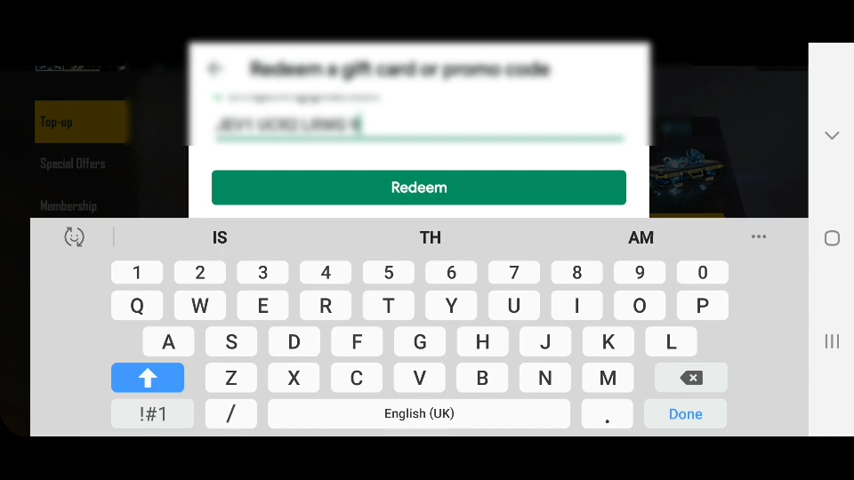 Redeem a gift card or promo code
Top-up
Special Offers
Membership
Redeem
IS TH AM
1 2 3 4 5 6 7 8 9 0
Q W E R T Y U I O P
A S D F G H J K L
Z X C V B N M
!#1 / English (UK) . Done